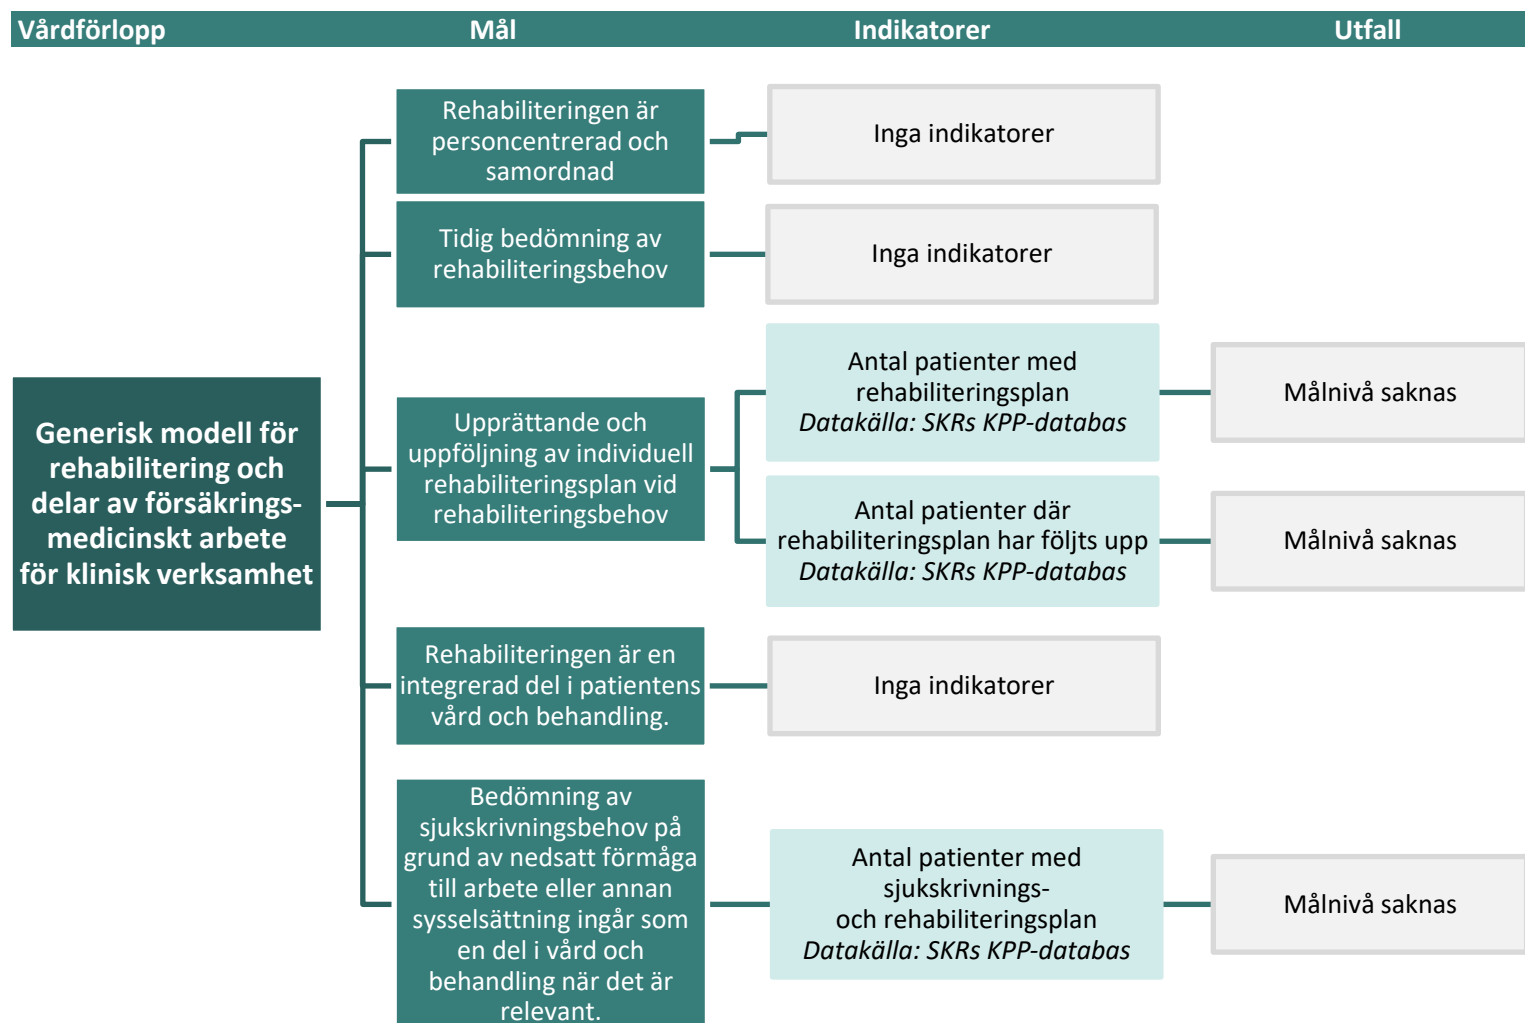 Vårdförlopp
Mål
Indikatorer
Utfall
Generisk modell för
rehabilitering och
delar av försäkrings-
medicinskt arbete
för klinisk verksamhet
Rehabiliteringen är
personcentrerad och
samordnad
Inga indikatorer
Tidig bedömning av
rehabiliteringsbehov
Inga indikatorer
Upprättande och
uppföljning av individuell
rehabiliteringsplan vid
rehabiliteringsbehov
Antal patienter med
rehabiliteringsplan
Datakälla: SKRs KPP-databas
Målnivå saknas
Antal patienter där
rehabiliteringsplan har följts upp
Datakälla: SKRs KPP-databas
Målnivå saknas
Rehabiliteringen är en
integrerad del i patientens
vård och behandling.
Inga indikatorer
Bedömning av
sjukskrivningsbehov på
grund av nedsatt förmåga
till arbete eller annan
sysselsättning ingår som
en del i vård och
behandling när det är
relevant.
Antal patienter med
sjukskrivnings-
och rehabiliteringsplan
Datakälla: SKRs KPP-databas
Målnivå saknas